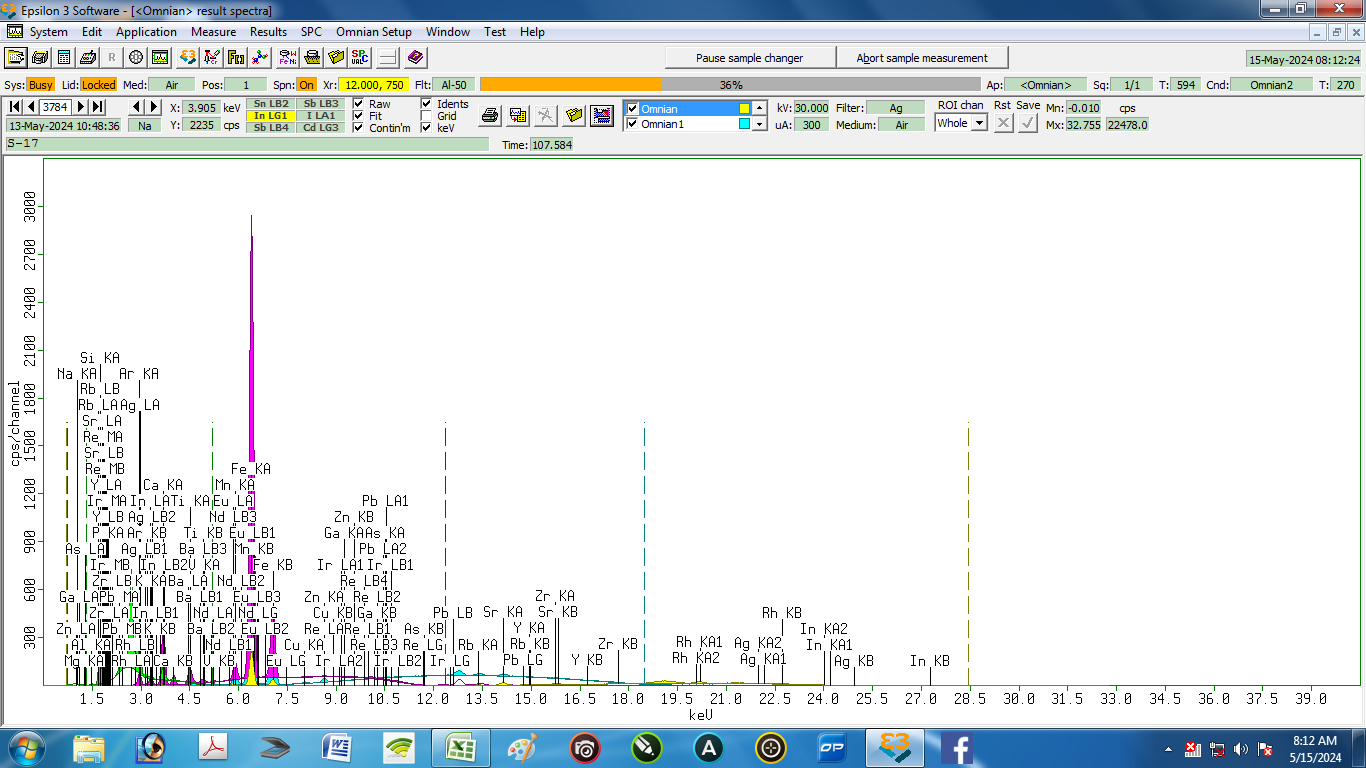 Epsilon 3 Software - [<Omnian> result spectra]
System Edit Application Measure Results SPC Omnian Setup Window Test Help
Pause sample changer Abort sample measurement 15-May-2024 08:12:24
Sys: Busy Lid: Locked Med: Air Pos: 1 Spn: On Xr: 12.000, 750 Flt: Al-50 36% Ap: <Omnian> Sq: 1/1 T: 594 Cnd: Omnian2 T: 270
3784 X: 3.905 keV Sn LB2 Sb LB3 Raw Idents Omnian kV: 30.000 Filter: Ag ROI chan Rst Save Mn: -0.010 cps
13-May-2024 10:48:36 Na Y: 2235 cps In LG1 I LA1 Fit Grid Omnian1 uA: 300 Medium: Air Whole Mx: 32.755 22478.0
Sb LB4 Cd LG3 Contin'm keV
S-17 Time: 107.584
3000
2700
2400
2100
1800
1500
1200
900
600
300
cps/channel
Si KA
Na KA Ar KA
Rb LB
Rb LA Ag LA
Sr LA
Re MA
Sr LB
Re MB Fe KA
Y LA Ca KA Mn KA
Ir MA In LA Ti KA Eu LA Pb LA1
Y LB Ag LB2 Nd LB3 Zn KB
P KA Ar KB Ti KB Eu LB1 Ga KA As KA
As LA Ag LB1 Ba LB3 Mn KB Pb LA2
Ir MB In LB2 V KA Fe KB Ir LA1 Ir LB1
Zr LB K KA Ba LA Nd LB2 Re LB4
Ga LA Pb MA Ba LB1 Eu LB3 Zn KA Re LB2 Zr KA
Zr LA In LB1 Nd LA Nd LG Cu KB Ga KB Pb LB Sr KA Sr KB Rh KB
Zn LA Pb MB K KB Ba LB2 Eu LB2 Re LA Re LB1 As KB Y KA In KA2
Al KA Rh LB Nd LB1 Cu KA Re LB3 Re LG Rb KA Rb KB Zr KB Rh KA1 Ag KA2 In KA1
Mg KA Rh LA Ca KB V KB Eu LG Ir LA2 Ir LB2 Ir LG Pb LG Y KB Rh KA2 Ag KA1 Ag KB In KB
1.5 3.0 4.5 6.0 7.5 9.0 10.5 12.0 13.5 15.0 16.5 18.0 19.5 21.0 22.5 24.0 25.5 27.0 28.5 30.0 31.5 33.0 34.5 36.0 37.5 39.0
keV
8:12 AM
5/15/2024